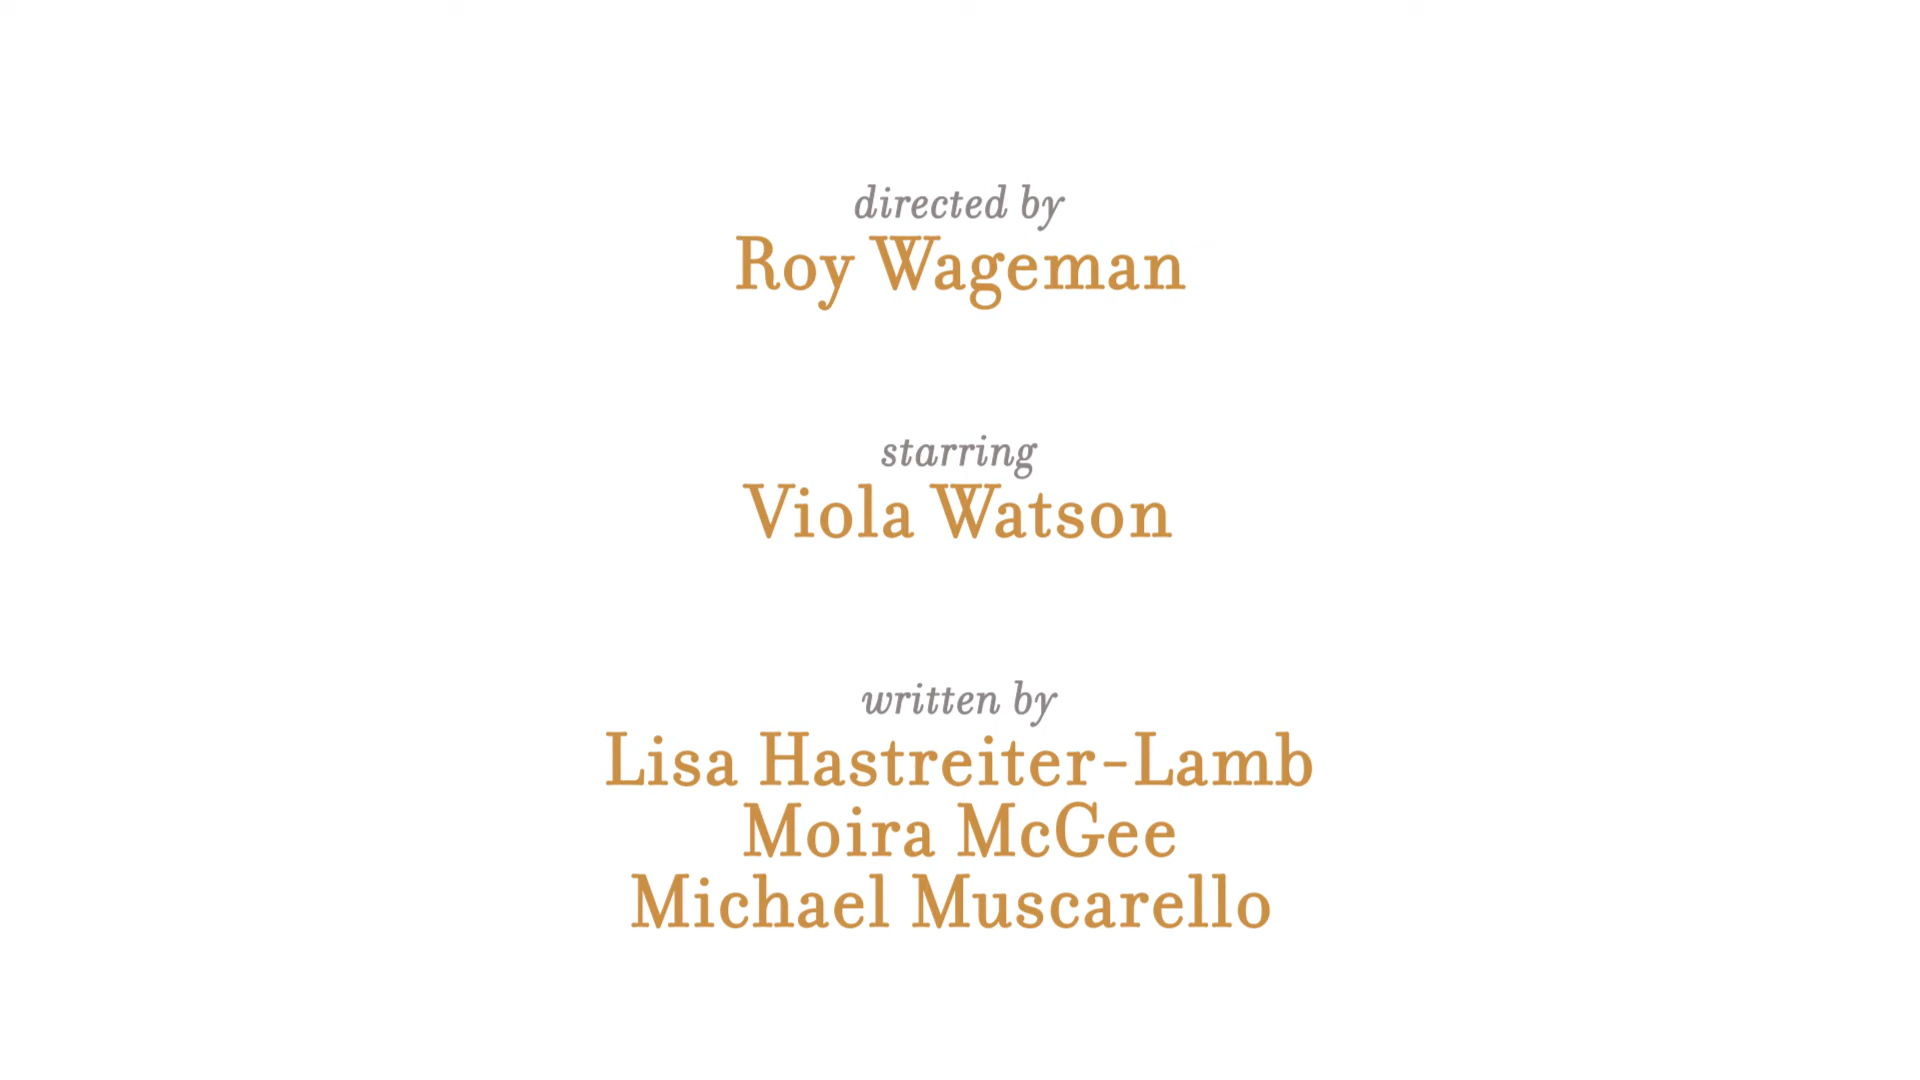 directed by
Roy Wageman
starring
Viola Watson
written by
Lisa Hastreiter-Lamb
Moira McGee
Michael Muscarello